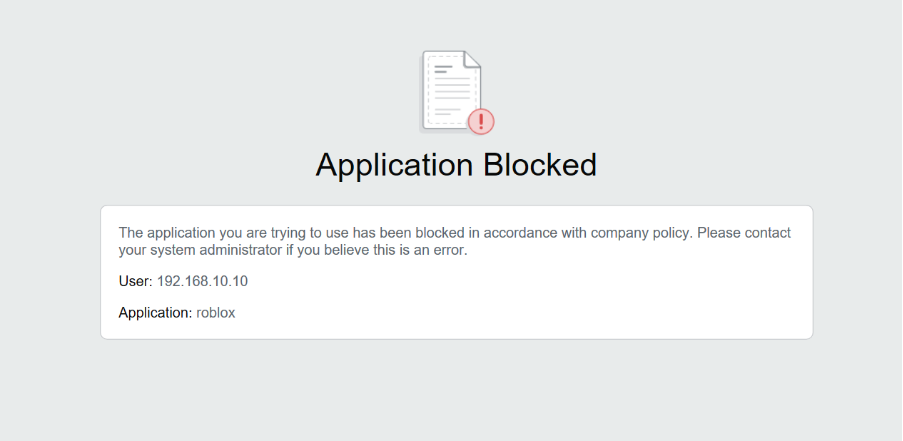 Application Blocked
The application you are trying to use has been blocked in accordance with company policy. Please contact
your system administrator if you believe this is an error.
User: 192.168.10.10
Application: roblox